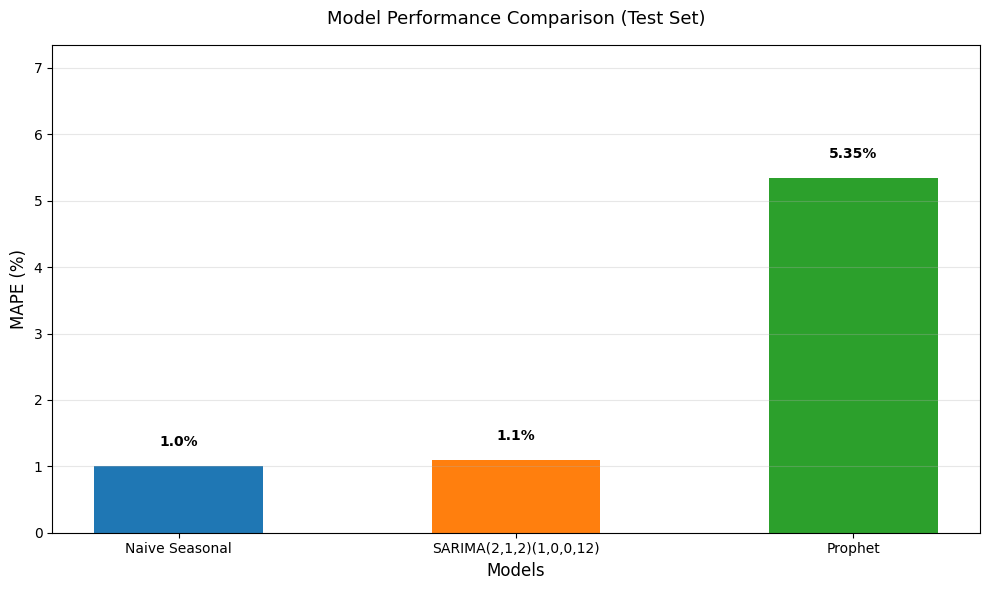 Model Performance Comparison (Test Set)
MAPE (%)
7
6
5
4
3
2
1
0
1.0%
1.1%
5.35%
Naive Seasonal
SARIMA(2,1,2)(1,0,0,12)
Prophet
Models